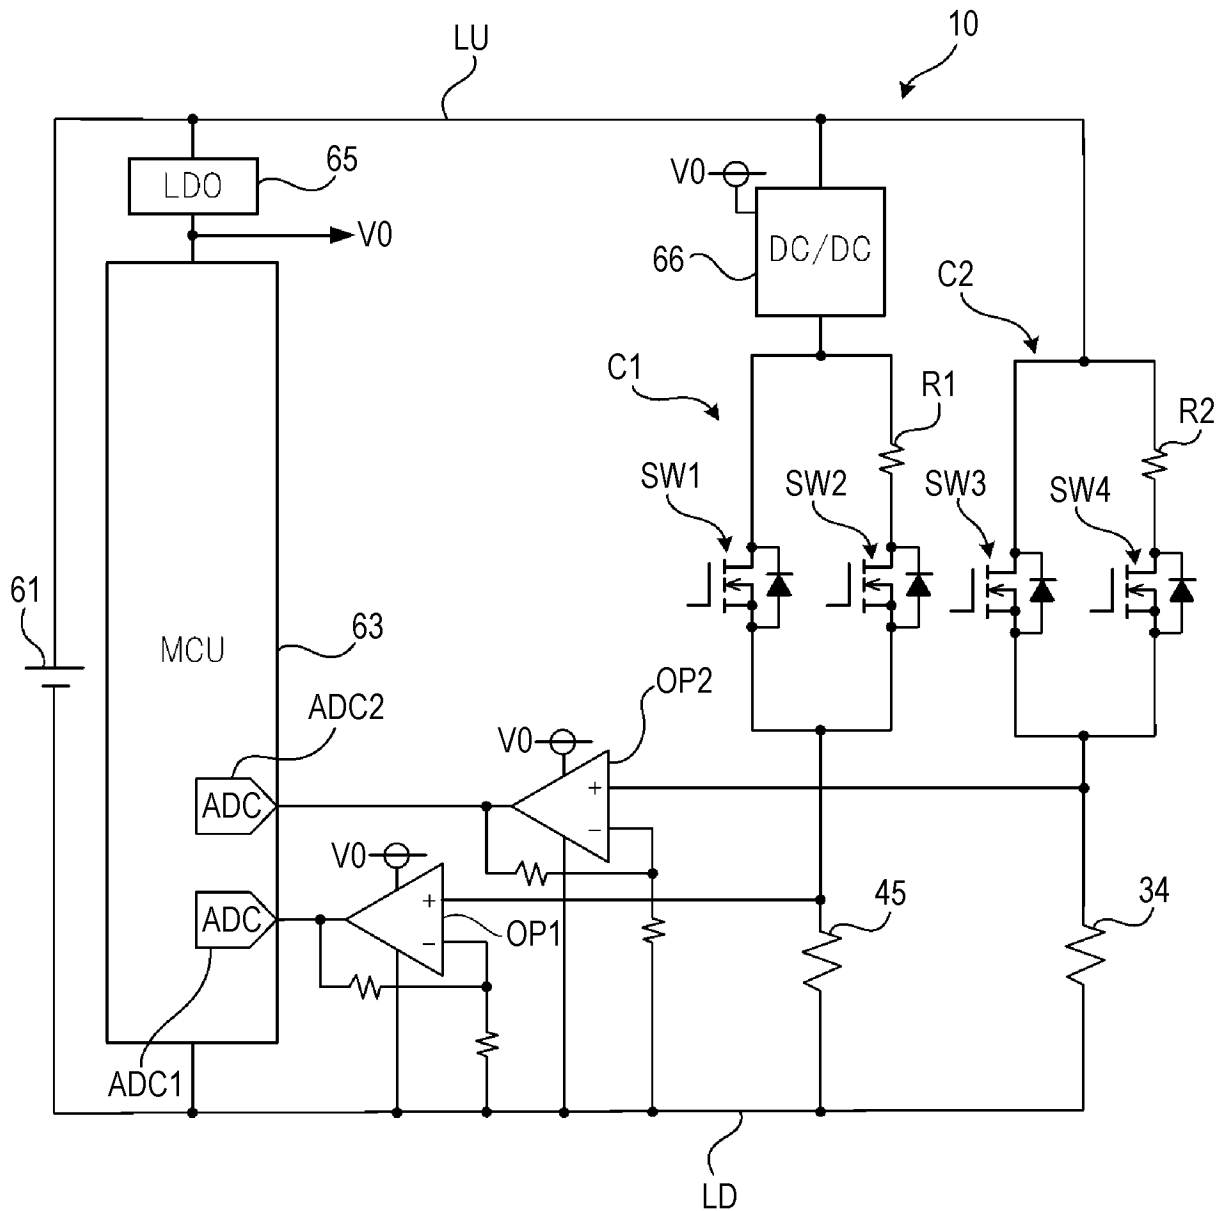 10
LU
65
LDO
V0
V0
DC/DC
66
C2
C1
R1
R2
SW1
SW2
SW3
SW4
61
63
MCU
OP2
ADC2
V0
ADC
+
−
V0
ADC
+
−
OP1
45
34
ADC1
LD